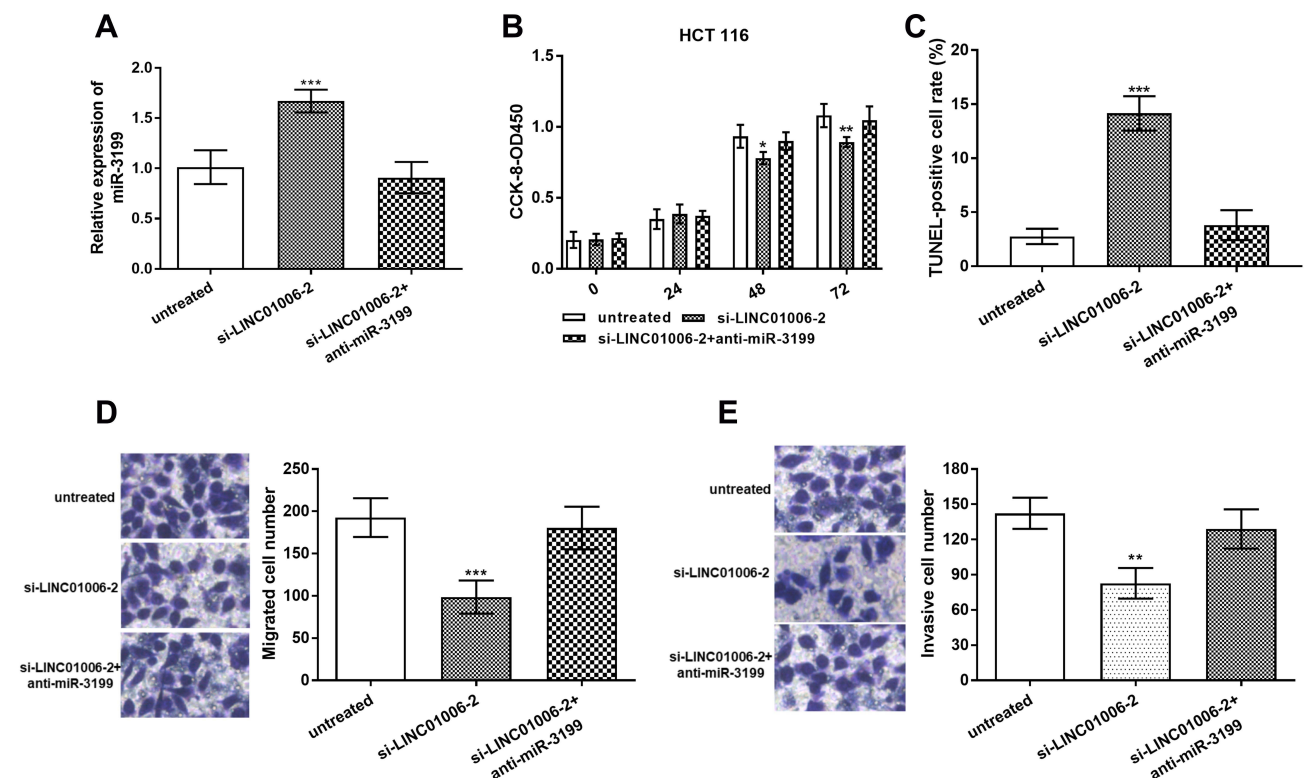 A
Relative expression of
miR-3199
2.0
1.5
1.0
0.5
0.0
***
untreated
si-LINC01006-2
si-LINC01006-2+
anti-miR-3199
B
HCT 116
CCK-8-OD450
1.5
1.0
0.5
0.0
*
**
0
24
48
72
untreated
si-LINC01006-2
si-LINC01006-2+anti-miR-3199
C
TUNEL-positive cell rate (%)
20
15
10
5
0
***
untreated
si-LINC01006-2
si-LINC01006-2+
anti-miR-3199
D
untreated
si-LINC01006-2
si-LINC01006-2+
anti-miR-3199
Migrated cell number
250
200
150
100
50
0
***
untreated
si-LINC01006-2
si-LINC01006-2+
anti-miR-3199
E
untreated
si-LINC01006-2
si-LINC01006-2+
anti-miR-3199
Invasive cell number
180
150
120
90
60
30
0
**
untreated
si-LINC01006-2
si-LINC01006-2+
anti-miR-3199